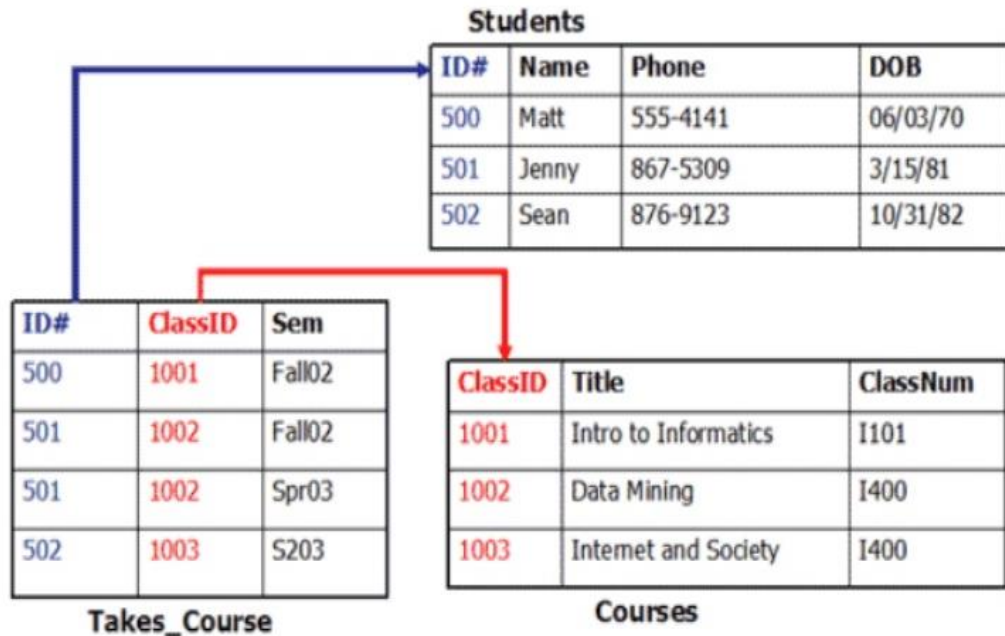 Students
ID# Name Phone DOB
500 Matt 555-4141 06/03/70
501 Jenny 867-5309 3/15/81
502 Sean 876-9123 10/31/82
ID# ClassID Sem
500 1001 Fall02
501 1002 Fall02
501 1002 Spr03
502 1003 S203
Takes_Course
ClassID Title ClassNum
1001 Intro to Informatics I101
1002 Data Mining I400
1003 Internet and Society I400
Courses